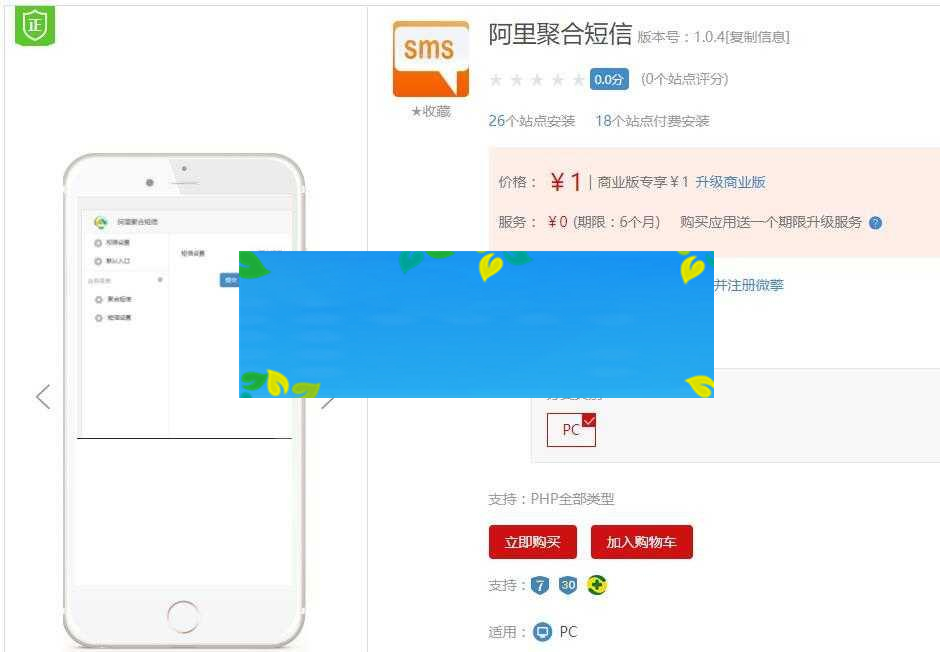 正
sms
★收藏
阿里聚合短信 版本号：1.0.4[复制信息]
★★★★★ 0.0分 (0个站点评分)
26个站点安装 18个站点付费安装
价格： ￥1 | 商业版专享￥1 升级商业版
服务： ￥0 (期限：6个月) 购买应用送一个期限升级服务 ?
并注册微擎
阿里聚合短信
权限设置
默认入口
聚合短信
短信设置
短信设置
提交
PC
支持：PHP全部类型
立即购买 加入购物车
支持： 7 30
适用： PC